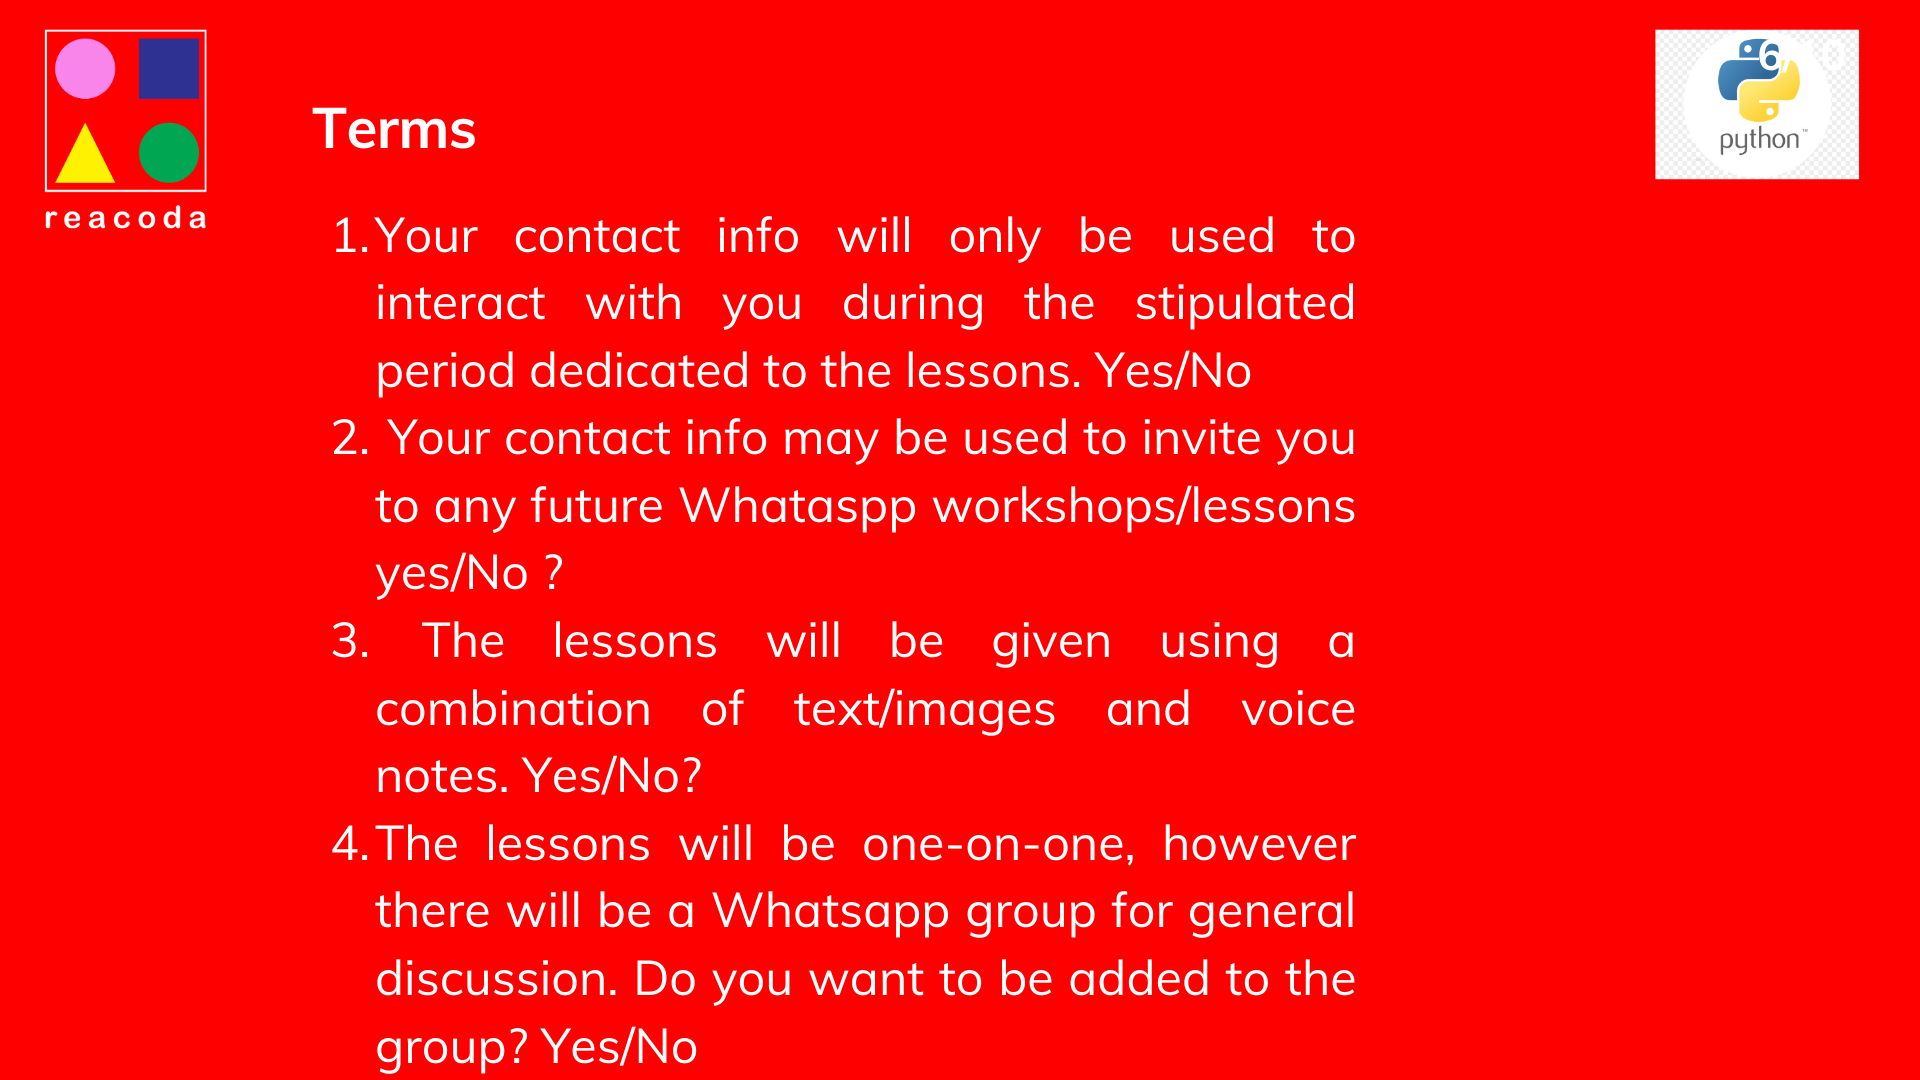 reacoda
python
Terms
1. Your contact info will only be used to
interact with you during the stipulated
period dedicated to the lessons. Yes/No
2. Your contact info may be used to invite you
to any future Whataspp workshops/lessons
yes/No ?
3. The lessons will be given using a
combination of text/images and voice
notes. Yes/No?
4. The lessons will be one-on-one, however
there will be a Whatsapp group for general
discussion. Do you want to be added to the
group? Yes/No